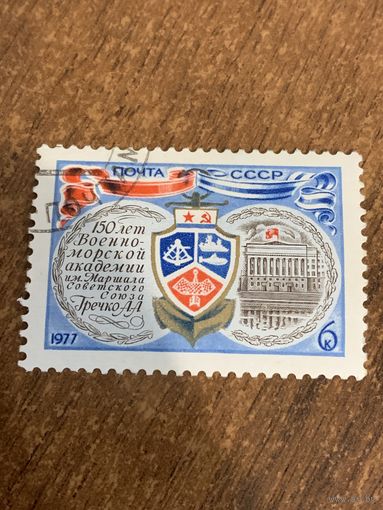 ПОЧТА СССР
150 лет
Военно-
морской
академии
им. Маршала
Советского
Союза
Гречко А.А.
1977
6к